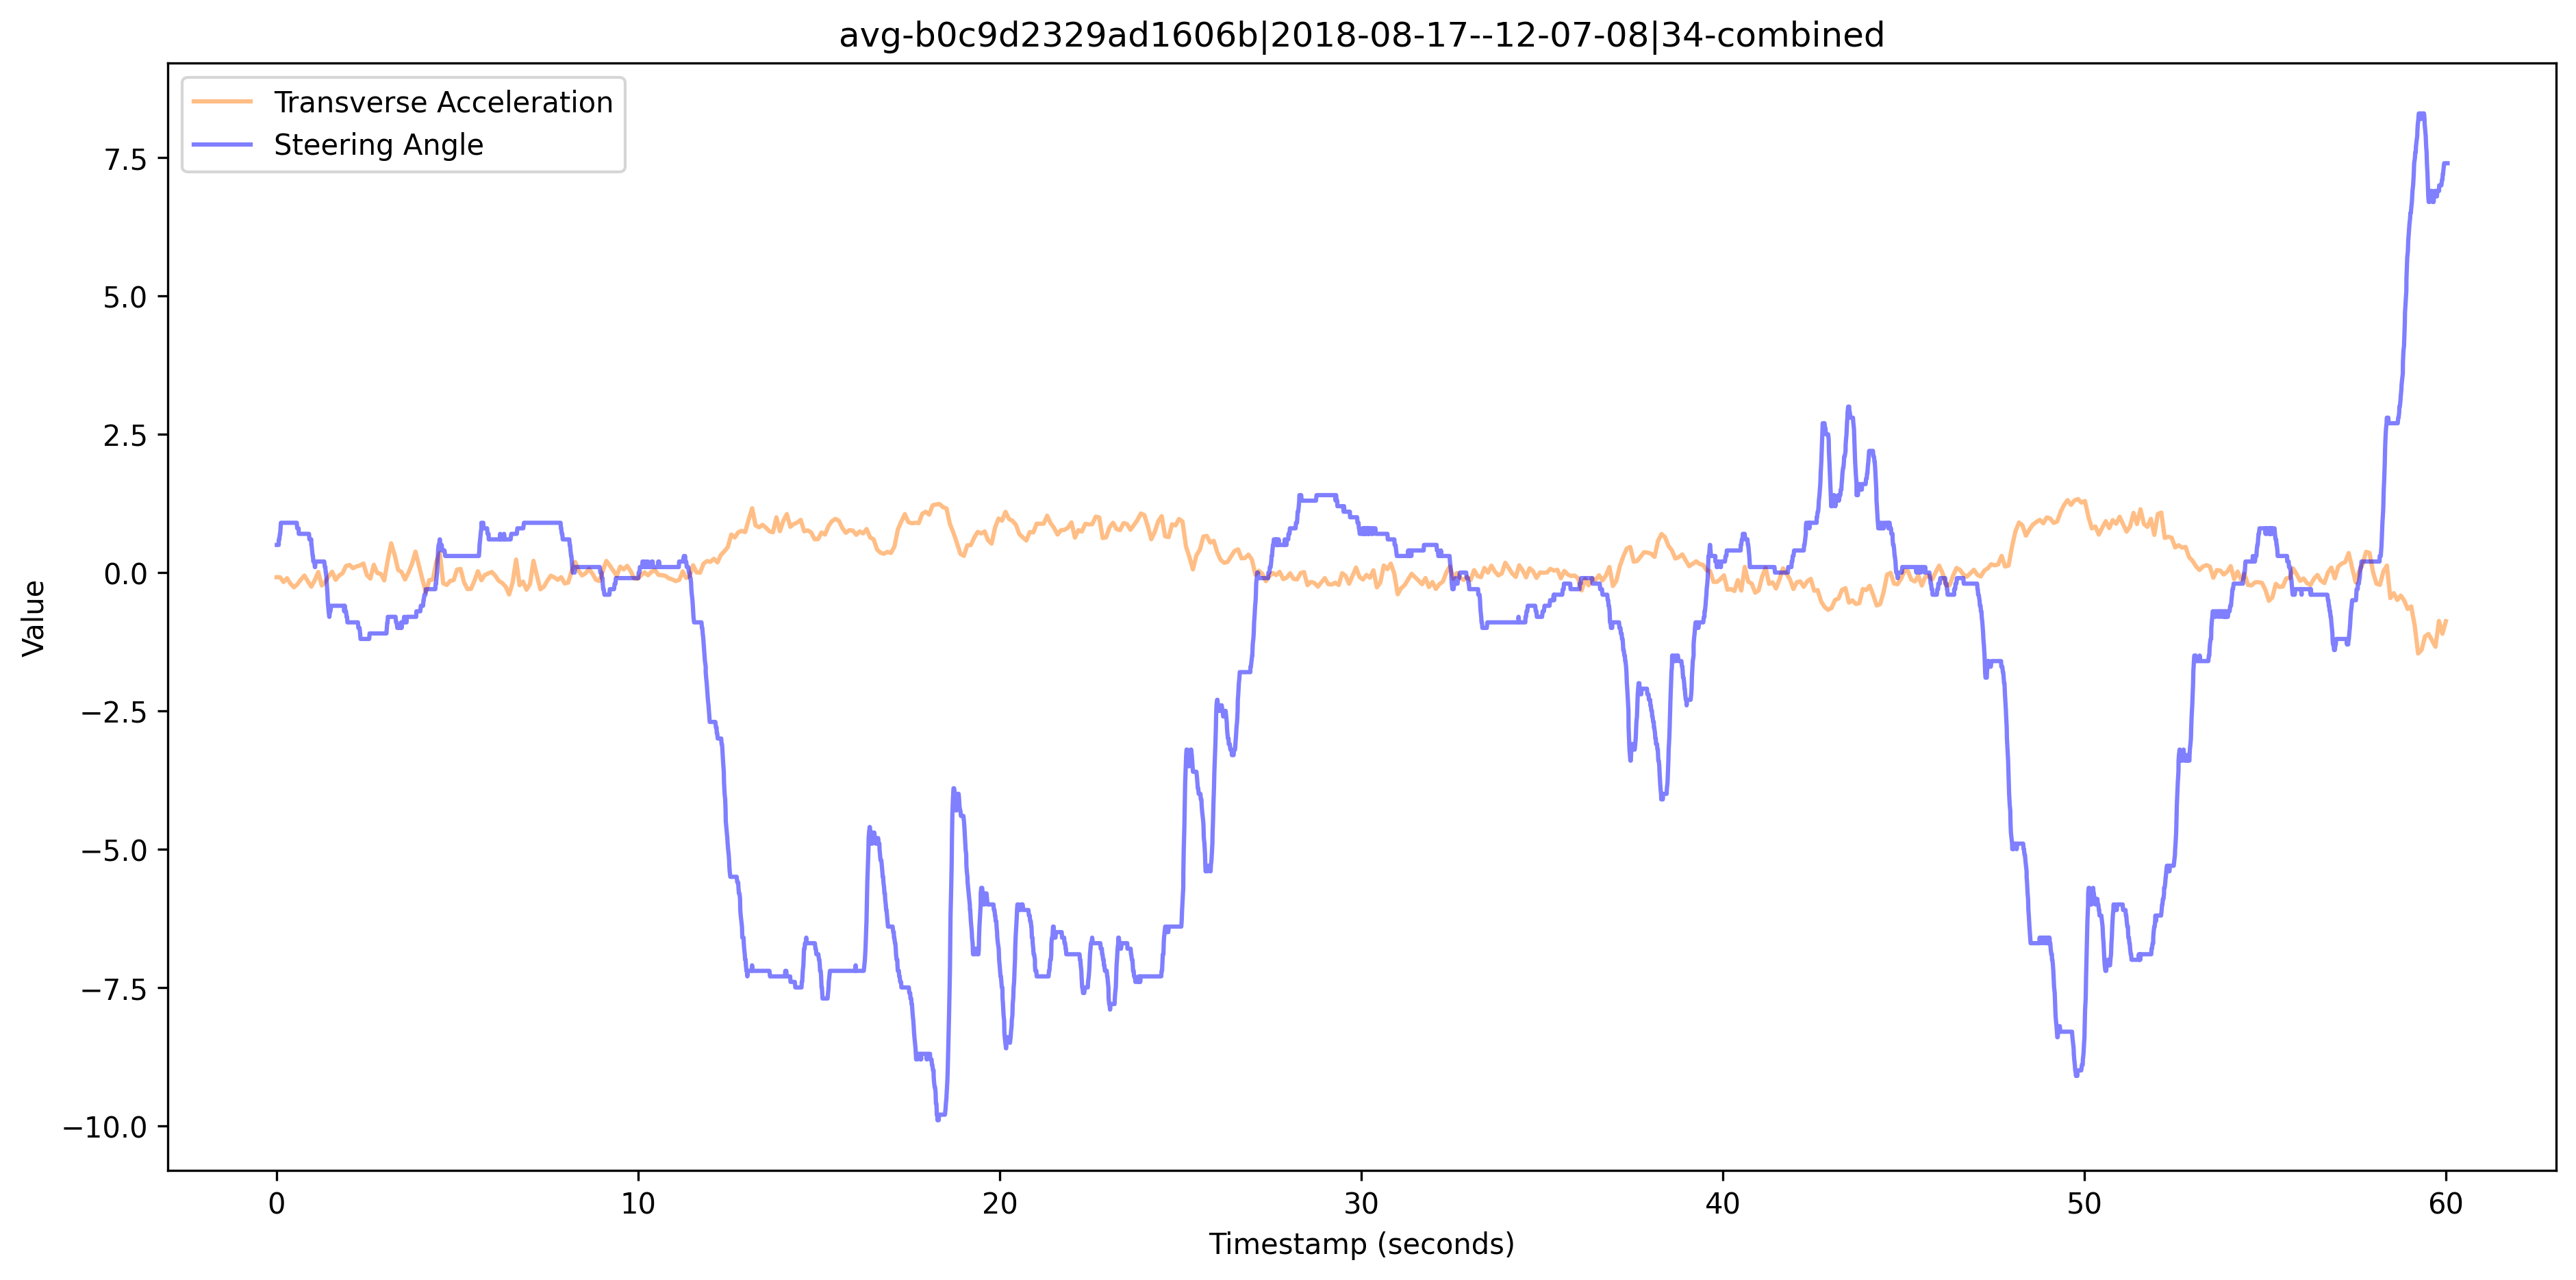 avg-b0c9d2329ad1606b|2018-08-17--12-07-08|34-combined
Transverse Acceleration
Steering Angle
7.5
5.0
2.5
0.0
−2.5
−5.0
−7.5
−10.0
Value
0 10 20 30 40 50 60
Timestamp (seconds)